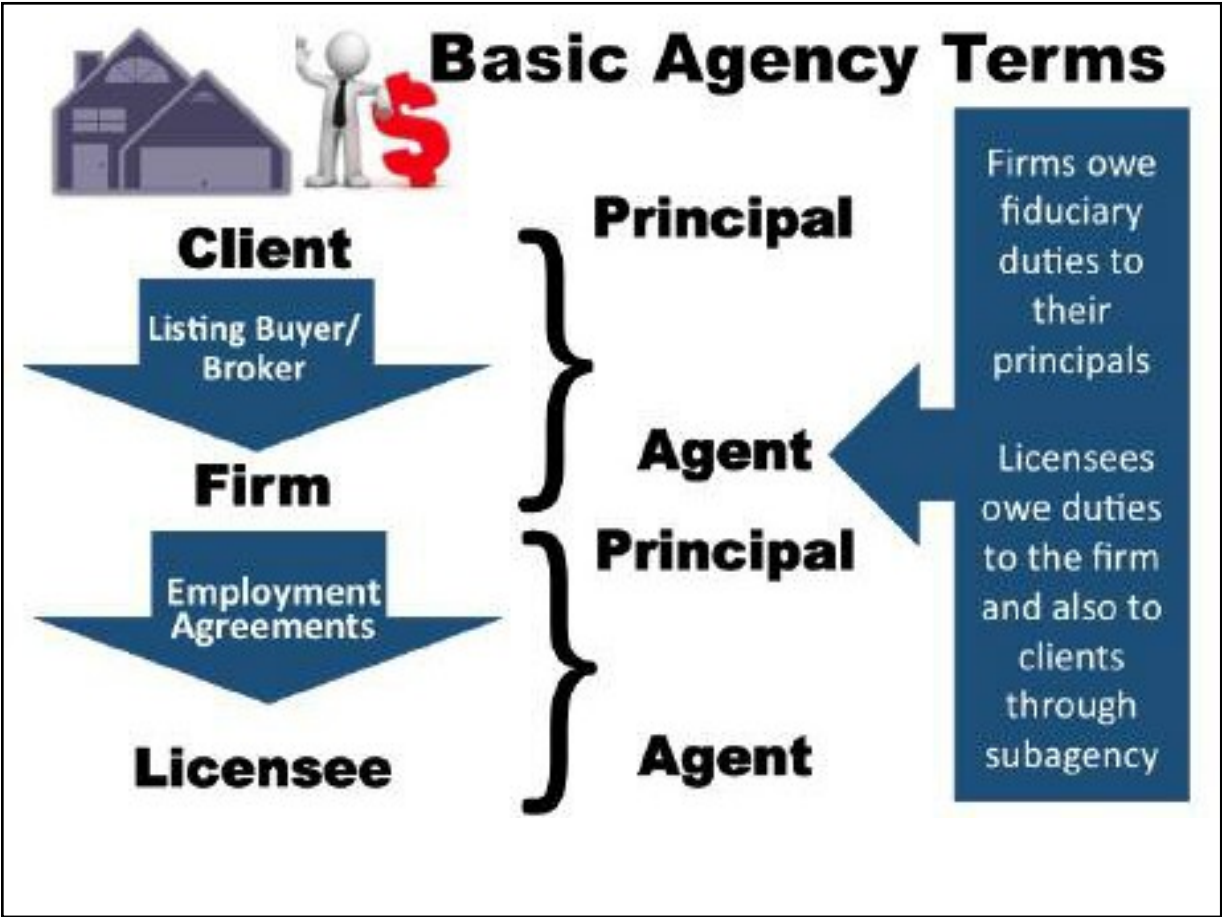 Basic Agency Terms
Client
Listing Buyer/
Broker
Firm
Employment
Agreements
Licensee
Principal
Agent
Principal
Agent
Firms owe
fiduciary
duties to
their
principals
Licensees
owe duties
to the firm
and also to
clients
through
subagency
$